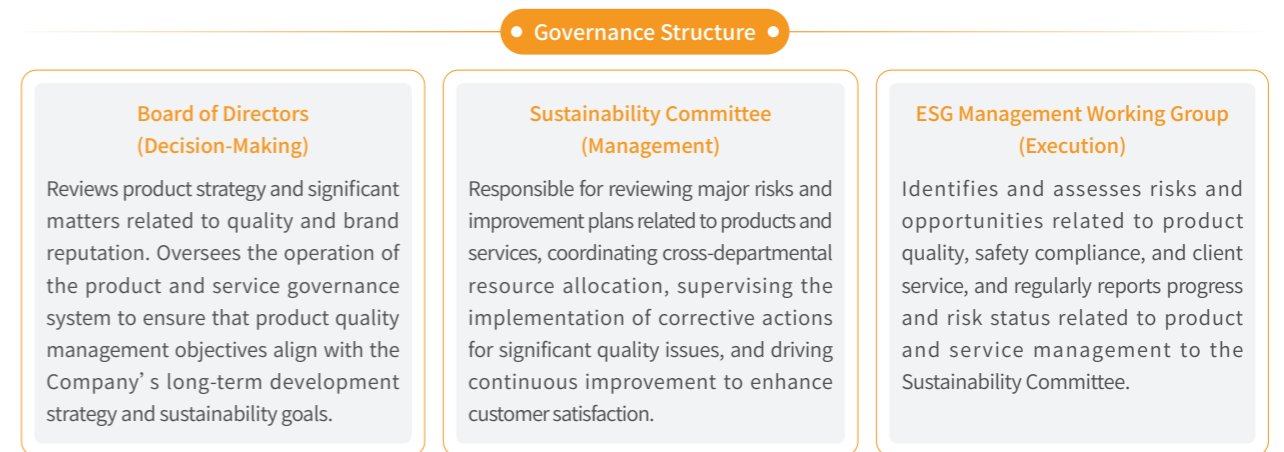 Governance Structure
Board of Directors
(Decision-Making)
Reviews product strategy and significant
matters related to quality and brand
reputation. Oversees the operation of
the product and service governance
system to ensure that product quality
management objectives align with the
Company’s long-term development
strategy and sustainability goals.
Sustainability Committee
(Management)
Responsible for reviewing major risks and
improvement plans related to products and
services, coordinating cross-departmental
resource allocation, supervising the
implementation of corrective actions
for significant quality issues, and driving
continuous improvement to enhance
customer satisfaction.
ESG Management Working Group
(Execution)
Identifies and assesses risks and
opportunities related to product
quality, safety compliance, and client
service, and regularly reports progress
and risk status related to product
and service management to the
Sustainability Committee.